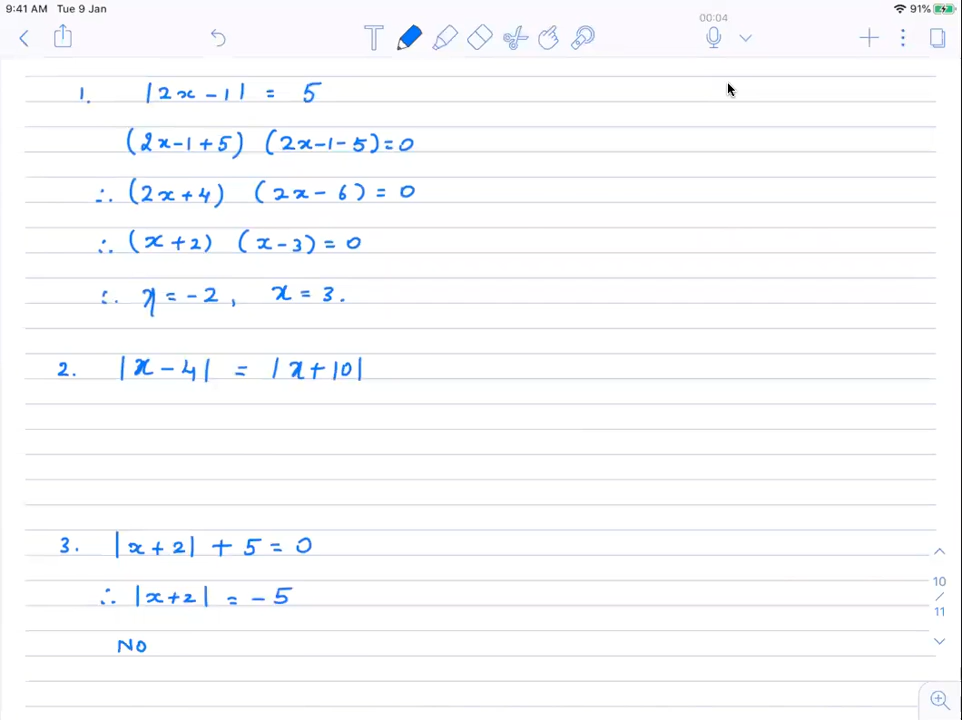 9:41 AM Tue 9 Jan
91%
00:04
T
1. |2x-1| = 5
(2x-1+5) (2x-1-5)=0
∴ (2x+4) (2x-6)=0
∴ (x+2) (x-3)=0
∴ x=-2, x=3.
2. |x-4| = |x+10|
3. |x+2| + 5 = 0
∴ |x+2| = -5
NO
10
/
11